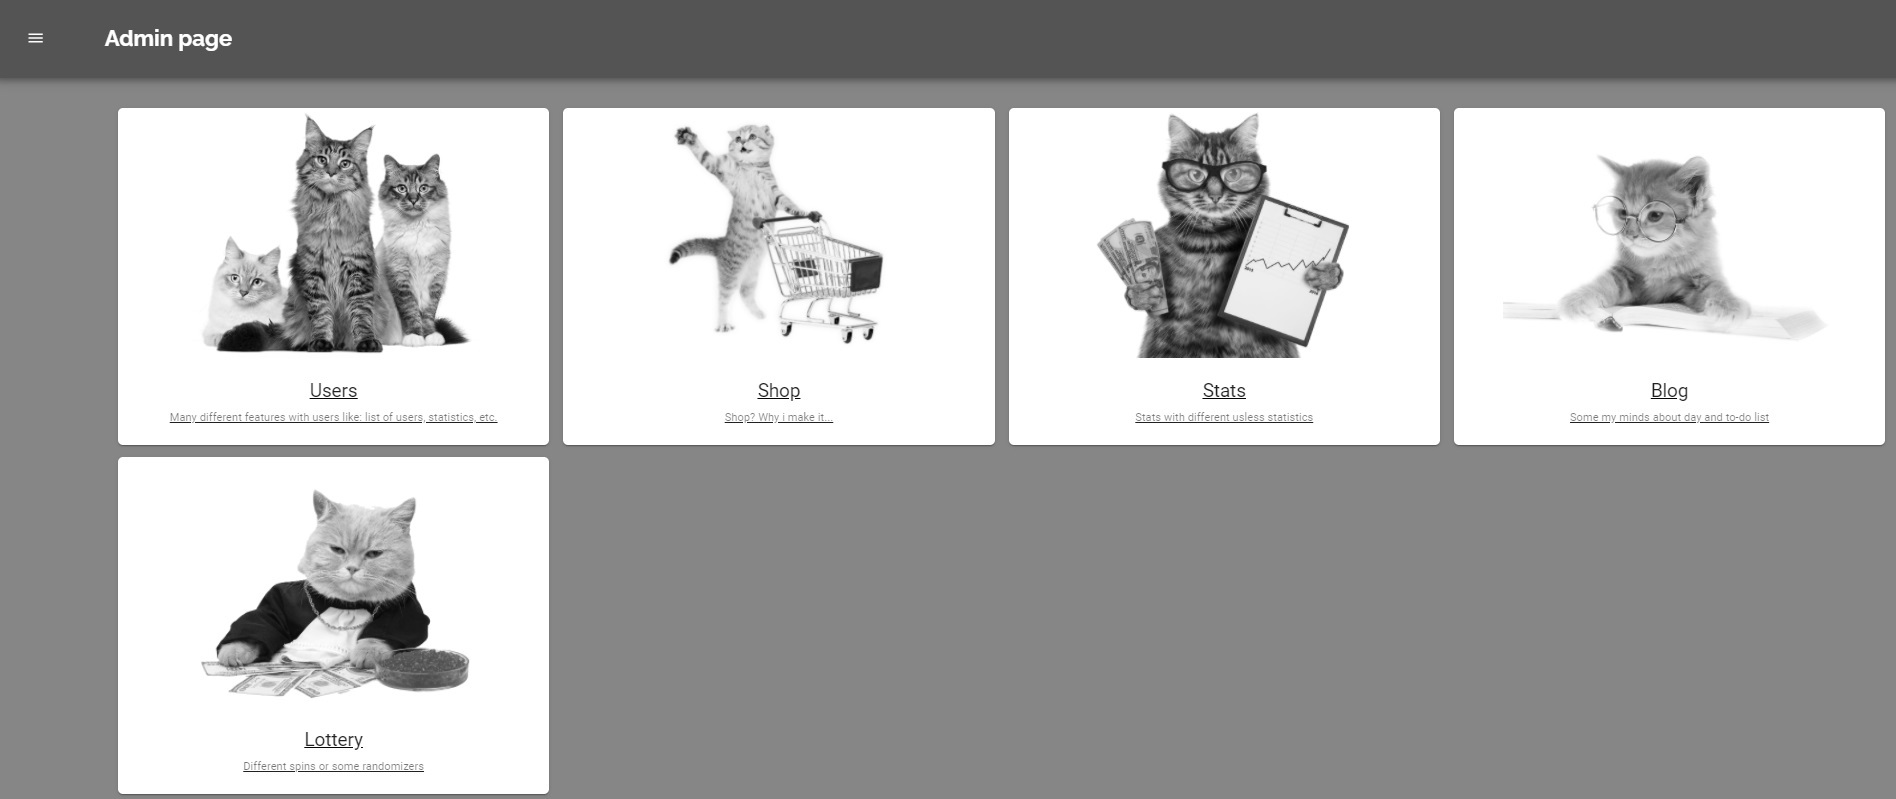 Admin page
Users
Many different features with users like: list of users, statistics, etc.
Shop
Shop? Why i make it...
Stats
Stats with different usless statistics
Blog
Some my minds about day and to-do list
Lottery
Different spins or some randomizers